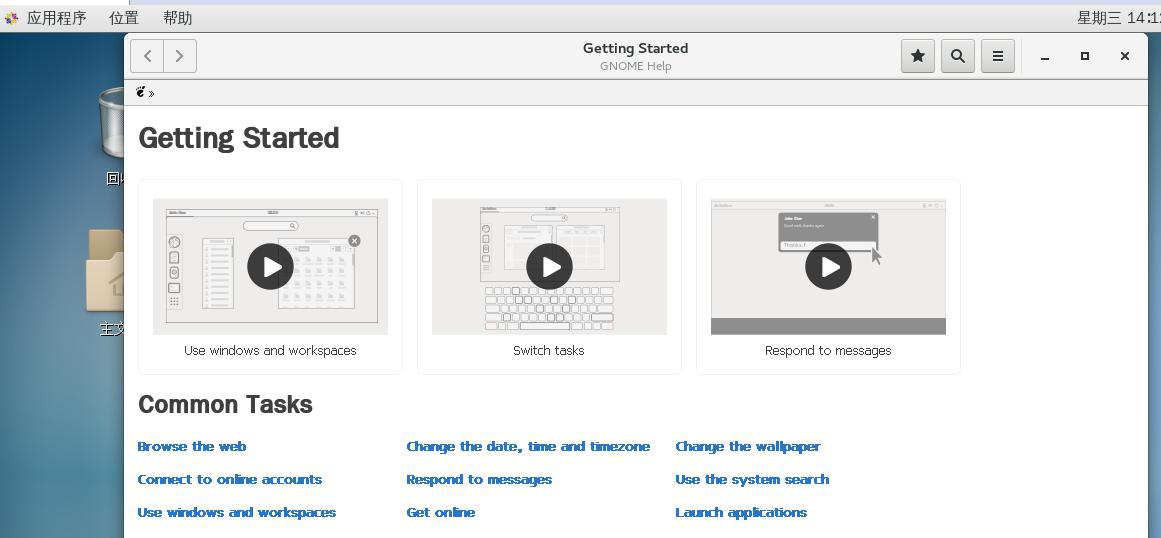 应用程序 位置 帮助 星期三 14:1
Getting Started
GNOME Help
»
Getting Started
Use windows and workspaces
Switch tasks
Respond to messages
Common Tasks
Browse the web
Change the date, time and timezone
Change the wallpaper
Connect to online accounts
Respond to messages
Use the system search
Use windows and workspaces
Get online
Launch applications
回
主文